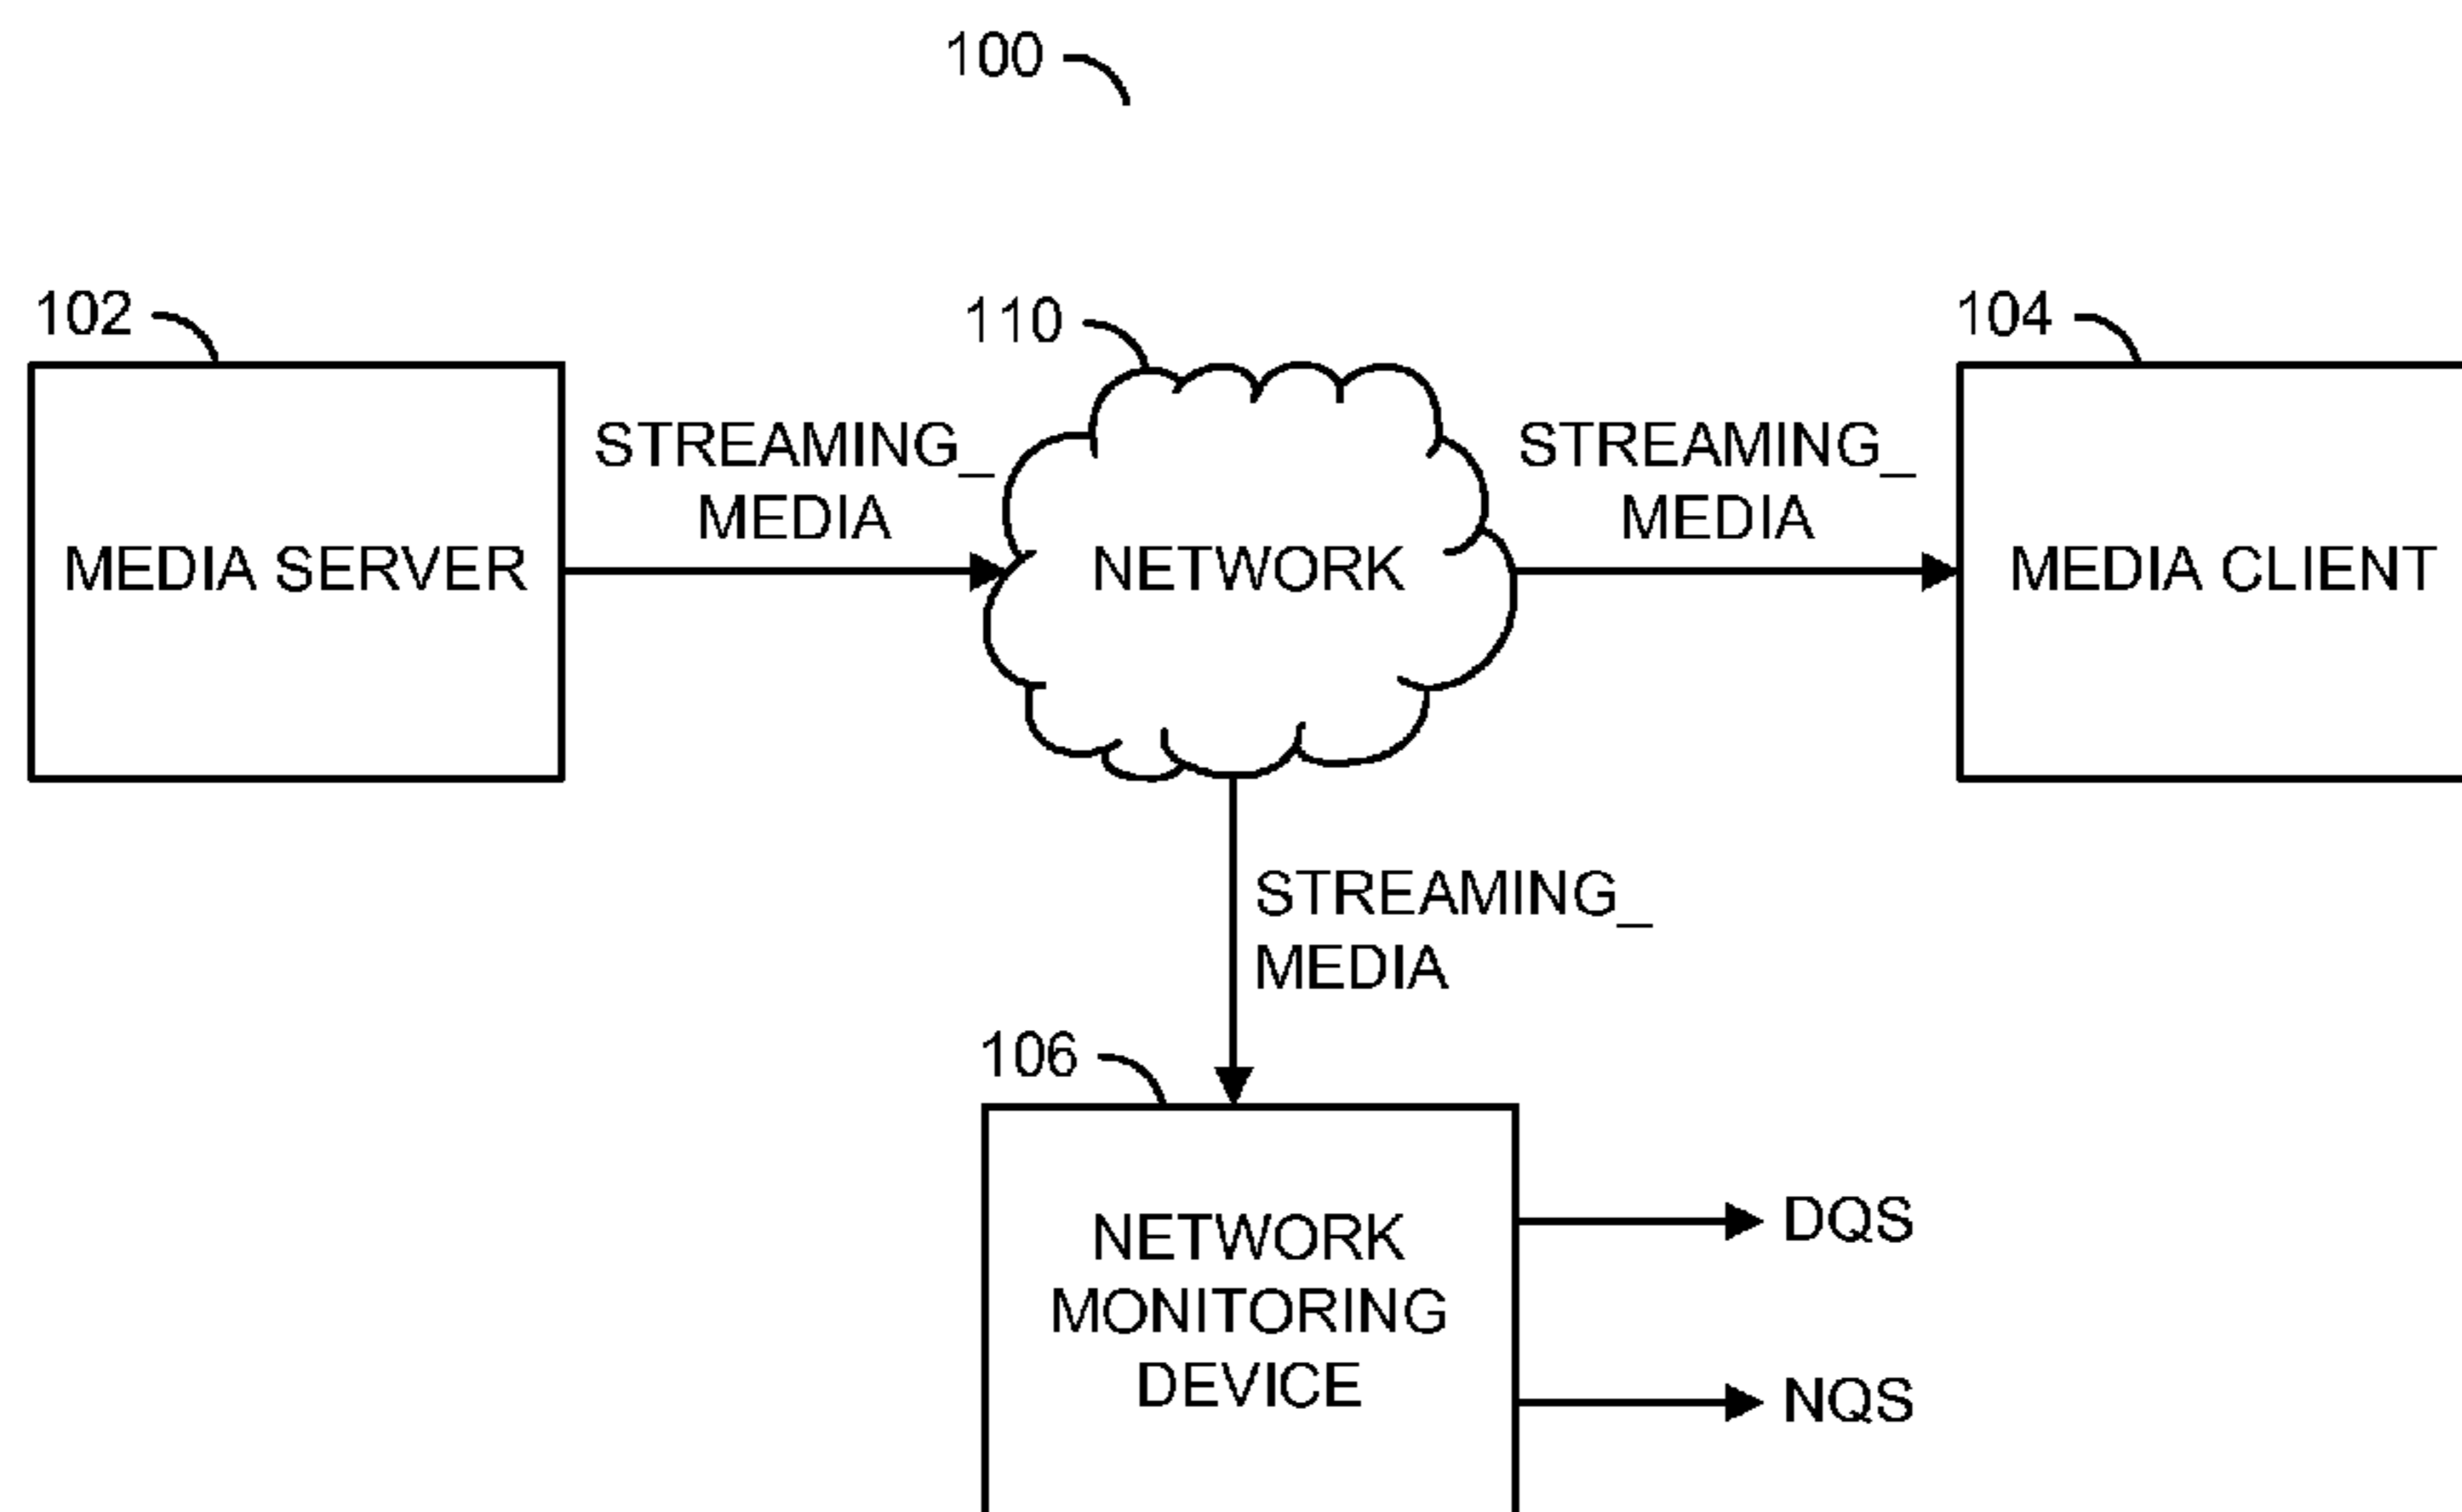 100
102
110
104
STREAMING_
MEDIA
STREAMING_
MEDIA
MEDIA SERVER
NETWORK
MEDIA CLIENT
STREAMING_
MEDIA
106
NETWORK
MONITORING
DEVICE
DQS
NQS